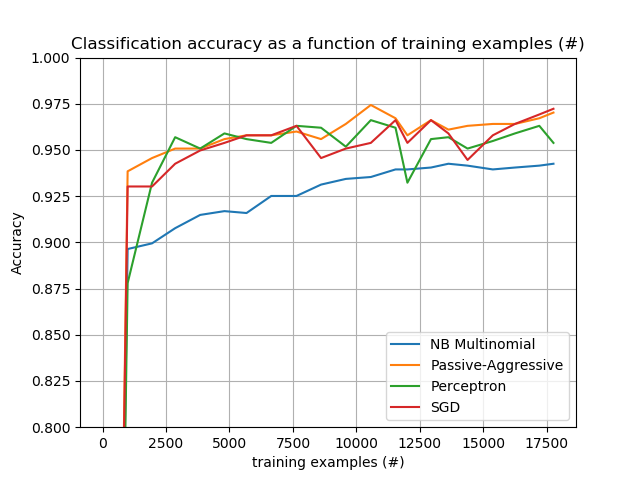 Classification accuracy as a function of training examples (#)
1.000
0.975
0.950
0.925
0.900
0.875
0.850
0.825
0.800
Accuracy
NB Multinomial
Passive-Aggressive
Perceptron
SGD
0 2500 5000 7500 10000 12500 15000 17500
training examples (#)